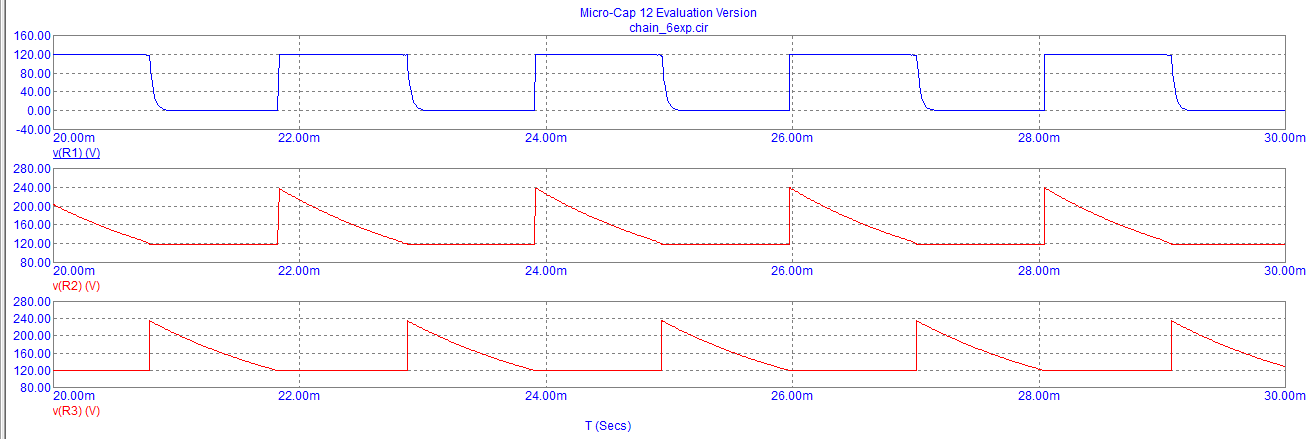 Micro-Cap 12 Evaluation Version
chain_6exp.cir
160.00
120.00
80.00
40.00
0.00
-40.00
20.00m 22.00m 24.00m 26.00m 28.00m 30.00m
v(R1) (V)
280.00
240.00
200.00
160.00
120.00
80.00
20.00m 22.00m 24.00m 26.00m 28.00m 30.00m
v(R2) (V)
280.00
240.00
200.00
160.00
120.00
80.00
20.00m 22.00m 24.00m 26.00m 28.00m 30.00m
v(R3) (V)
T (Secs)